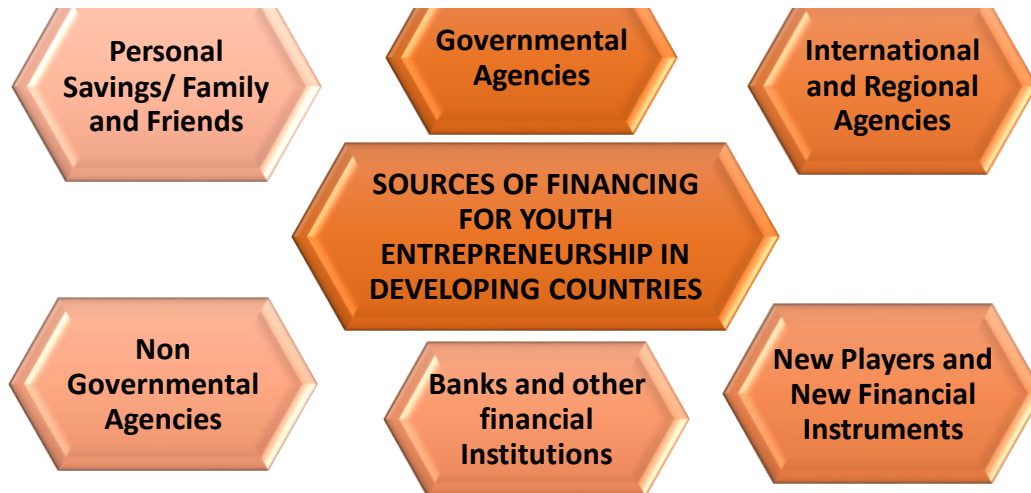 Personal
Savings/ Family
and Friends
Governmental
Agencies
International
and Regional
Agencies
SOURCES OF FINANCING
FOR YOUTH
ENTREPRENEURSHIP IN
DEVELOPING COUNTRIES
Non
Governmental
Agencies
Banks and other
financial
Institutions
New Players and
New Financial
Instruments